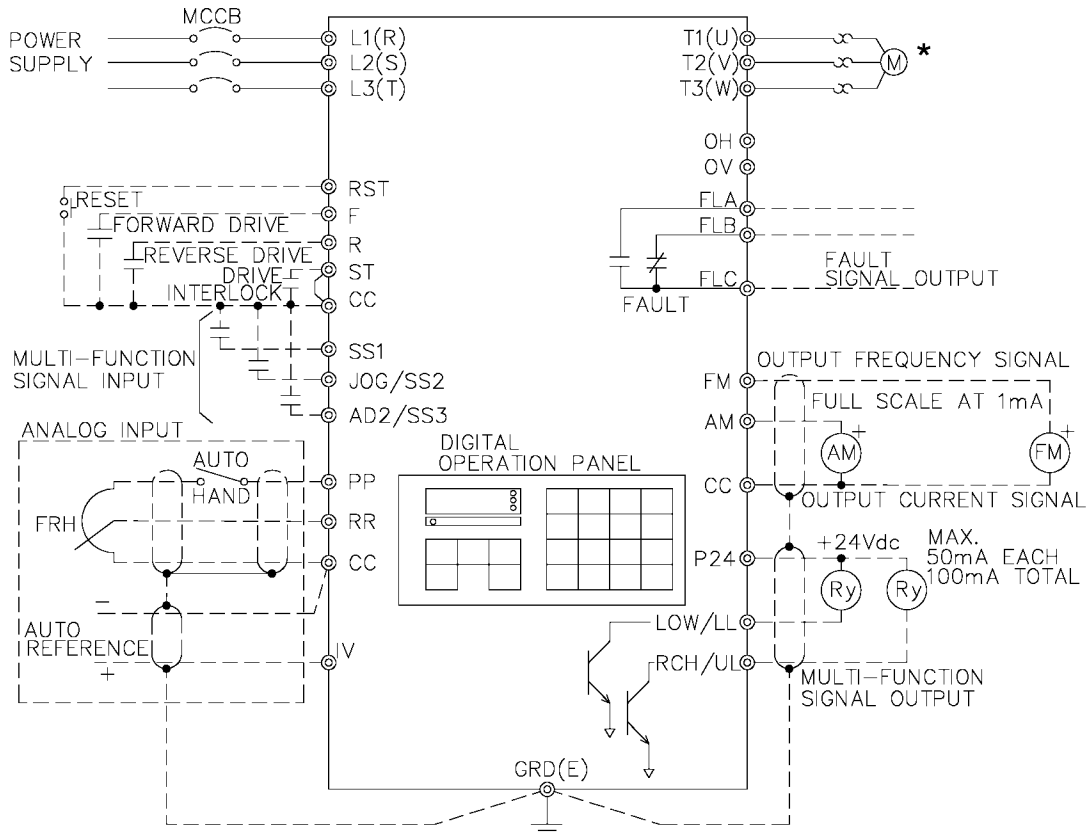 MCCB
POWER
SUPPLY
L1(R)
L2(S)
L3(T)
T1(U)
T2(V)
T3(W)
M
*
OH
OV
RST
RESET
F
FORWARD DRIVE
R
REVERSE DRIVE
ST
DRIVE
INTERLOCK
CC
FLA
FLB
FLC
FAULT
FAULT
SIGNAL OUTPUT
MULTI-FUNCTION
SIGNAL INPUT
SS1
JOG/SS2
AD2/SS3
OUTPUT FREQUENCY SIGNAL
FM
FULL SCALE AT 1mA
AM
+
AM
+
FM
CC
OUTPUT CURRENT SIGNAL
ANALOG INPUT
AUTO
HAND
PP
FRH
RR
CC
DIGITAL
OPERATION PANEL
P24
+24Vdc
MAX.
50mA EACH
100mA TOTAL
Ry
Ry
LOW/LL
RCH/UL
MULTI-FUNCTION
SIGNAL OUTPUT
−
AUTO
REFERENCE
+
IV
GRD(E)